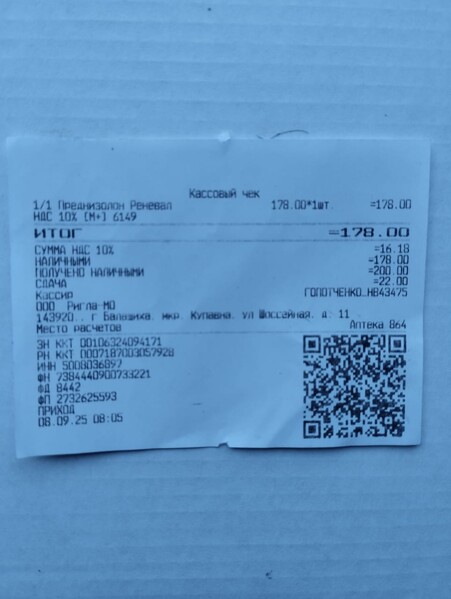 Кассовый чек
1/1 Преднизолон Реневал 178.00*1шт. =178.00
НДС 10% [М+] 6149
ИТОГ =178.00
СУММА НДС 10% =16.18
НАЛИЧНЫМИ =178.00
ПОЛУЧЕНО НАЛИЧНЫМИ =200.00
СДАЧА =22.00
Кассир ГОЛОТЧЕНКО_НВ43475
ООО Ригла-МО
143920.. г Балашиха. мкр. Купавна. ул Шоссейная. д: 11
Место расчетов Аптека 864
ЗН ККТ 00106324094171
РН ККТ 0007187003057928
ИНН 5008036897
ФН 7384440900733221
ФД 8442
ФП 2732625593
ПРИХОД
08.09.25 08:05